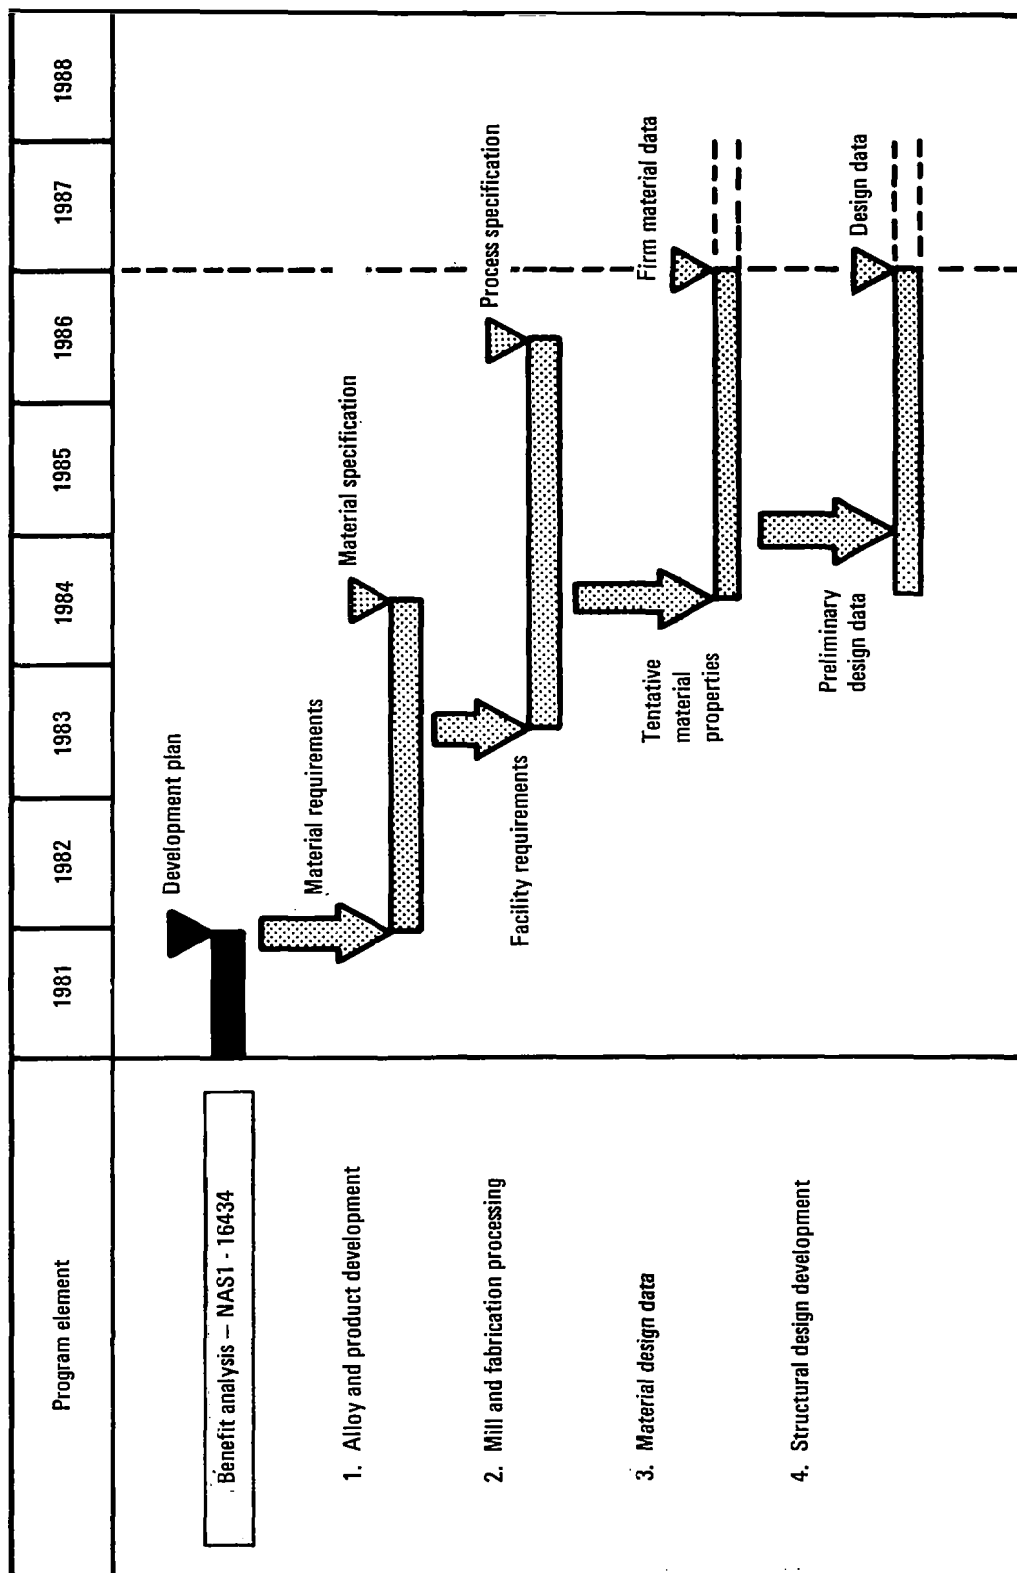 Program element
1981
1982
1983
1984
1985
1986
1987
1988
Benefit analysis – NAS1 - 16434
Development plan
Material requirements
1. Alloy and product development
Material specification
Facility requirements
2. Mill and fabrication processing
Process specification
Tentative
material
properties
3. Material design data
Firm material data
Preliminary
design data
4. Structural design development
Design data